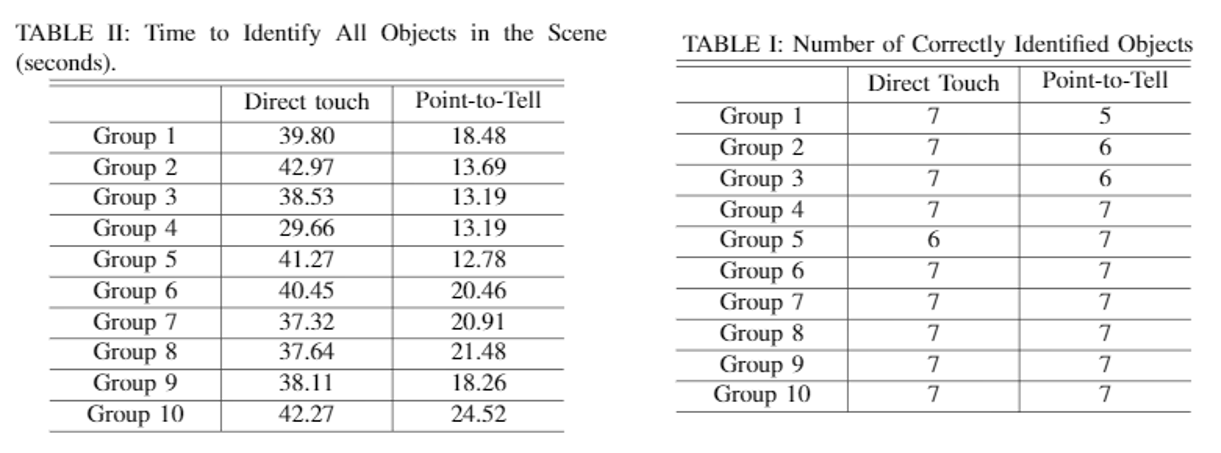 TABLE II: Time to Identify All Objects in the Scene
(seconds).
Direct touch Point-to-Tell
Group 1 39.80 18.48
Group 2 42.97 13.69
Group 3 38.53 13.19
Group 4 29.66 13.19
Group 5 41.27 12.78
Group 6 40.45 20.46
Group 7 37.32 20.91
Group 8 37.64 21.48
Group 9 38.11 18.26
Group 10 42.27 24.52
TABLE I: Number of Correctly Identified Objects
Direct Touch Point-to-Tell
Group 1 7 5
Group 2 7 6
Group 3 7 6
Group 4 7 7
Group 5 6 7
Group 6 7 7
Group 7 7 7
Group 8 7 7
Group 9 7 7
Group 10 7 7